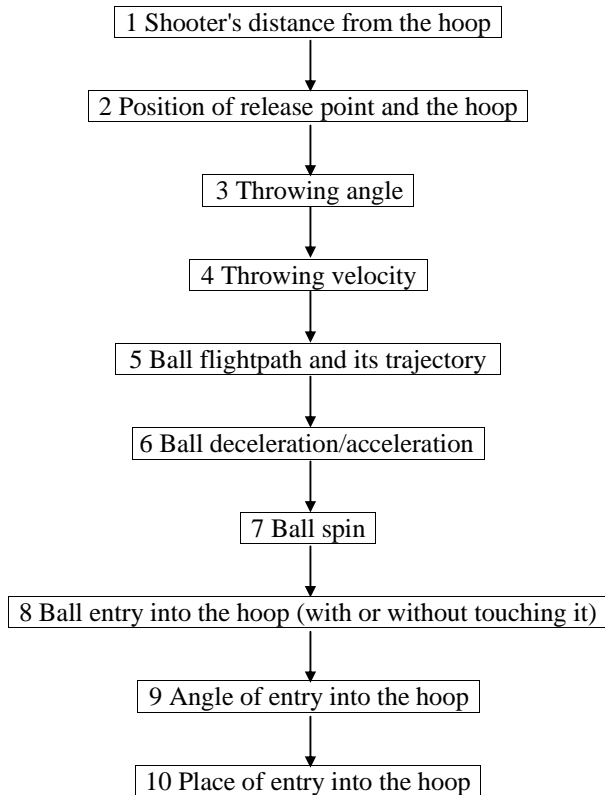 1 Shooter's distance from the hoop
2 Position of release point and the hoop
3 Throwing angle
4 Throwing velocity
5 Ball flightpath and its trajectory
6 Ball deceleration/acceleration
7 Ball spin
8 Ball entry into the hoop (with or without touching it)
9 Angle of entry into the hoop
10 Place of entry into the hoop